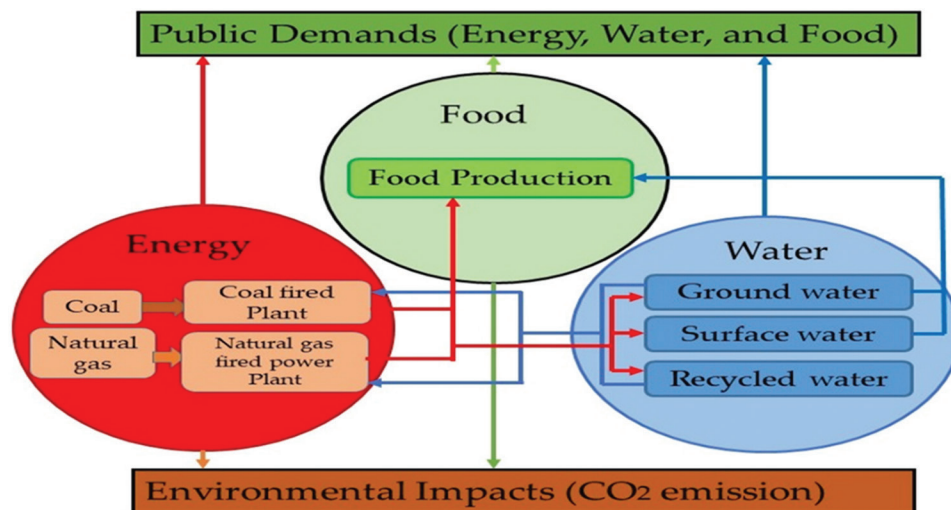 Public Demands (Energy, Water, and Food)
Food
Food Production
Energy
Coal
Coal fired
Plant
Natural
gas
Natural gas
fired power
Plant
Water
Ground water
Surface water
Recycled water
Environmental Impacts (CO2 emission)